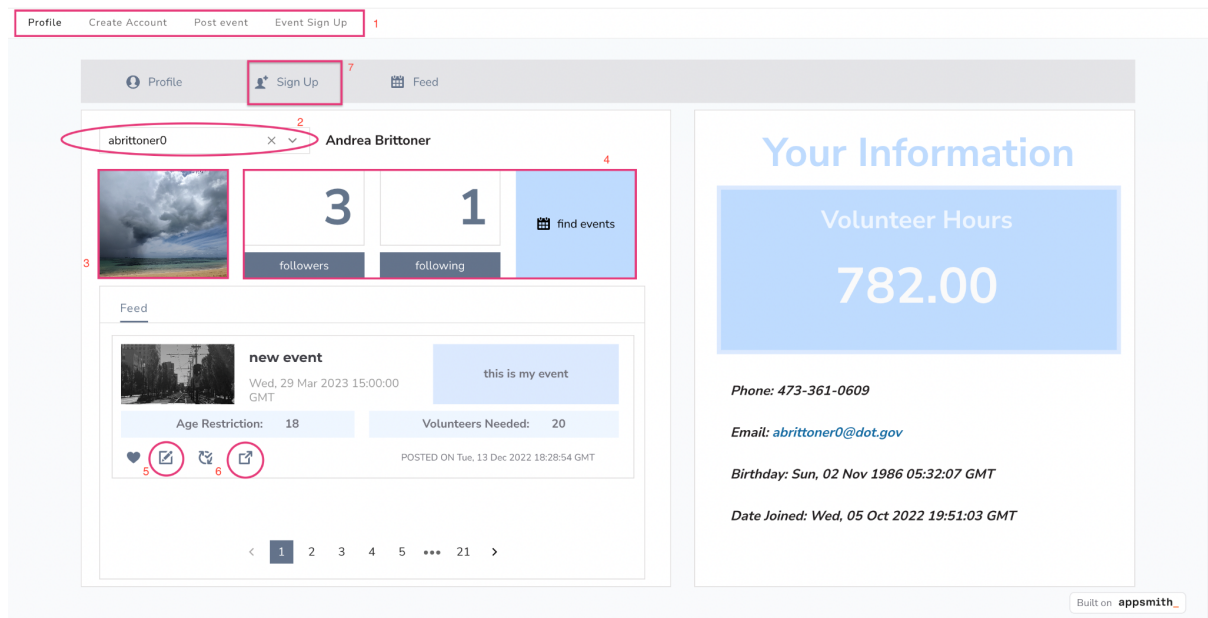 Profile Create Account Post event Event Sign Up 1
Profile Sign Up 7 Feed
2
abrittoner0 Andrea Brittoner
4
3 1 find events
followers following
3
Feed
new event
Wed, 29 Mar 2023 15:00:00
GMT
this is my event
Age Restriction: 18 Volunteers Needed: 20
5 6 POSTED ON Tue, 13 Dec 2022 18:28:54 GMT
1 2 3 4 5 ••• 21
Your Information
Volunteer Hours
782.00
Phone: 473-361-0609
Email: abrittoner0@dot.gov
Birthday: Sun, 02 Nov 1986 05:32:07 GMT
Date Joined: Wed, 05 Oct 2022 19:51:03 GMT
Built on appsmith_